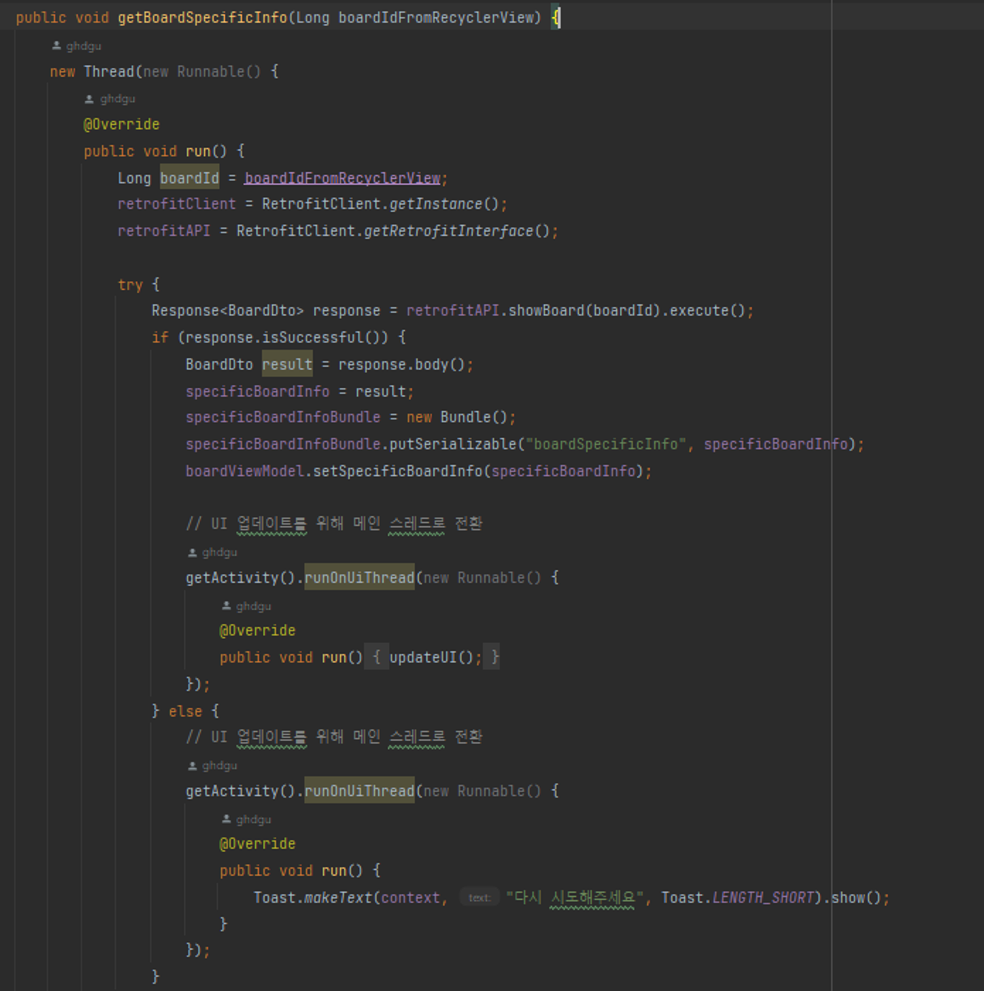 public void getBoardSpecificInfo(Long boardIdFromRecyclerView) {
ghdgu
new Thread(new Runnable() {
ghdgu
@Override
public void run() {
Long boardId = boardIdFromRecyclerView;
retrofitClient = RetrofitClient.getInstance();
retrofitAPI = RetrofitClient.getRetrofitInterface();
try {
Response<BoardDto> response = retrofitAPI.showBoard(boardId).execute();
if (response.isSuccessful()) {
BoardDto result = response.body();
specificBoardInfo = result;
specificBoardInfoBundle = new Bundle();
specificBoardInfoBundle.putSerializable("boardSpecificInfo", specificBoardInfo);
boardViewModel.setSpecificBoardInfo(specificBoardInfo);
// UI 업데이트를 위해 메인 스레드로 전환
ghdgu
getActivity().runOnUiThread(new Runnable() {
ghdgu
@Override
public void run() { updateUI(); }
});
} else {
// UI 업데이트를 위해 메인 스레드로 전환
ghdgu
getActivity().runOnUiThread(new Runnable() {
ghdgu
@Override
public void run() {
Toast.makeText(context, text: "다시 시도해주세요", Toast.LENGTH_SHORT).show();
}
});
}